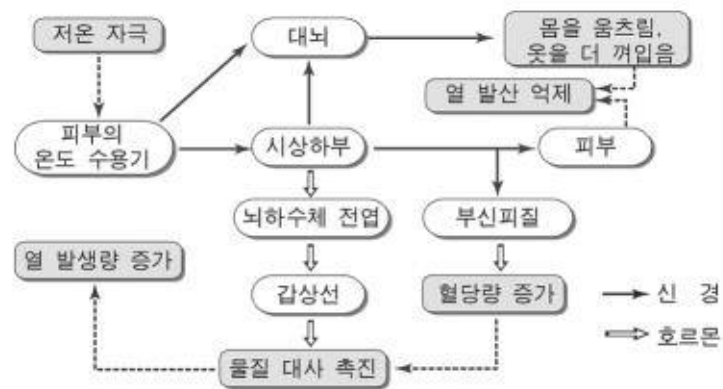 저온 자극
대뇌
몸을 움츠림,
옷을 더 껴입음
열 발산 억제
피부의
온도 수용기
시상하부
피부
뇌하수체 전엽
부신피질
열 발생량 증가
갑상선
혈당량 증가
신 경
호르몬
물질 대사 촉진